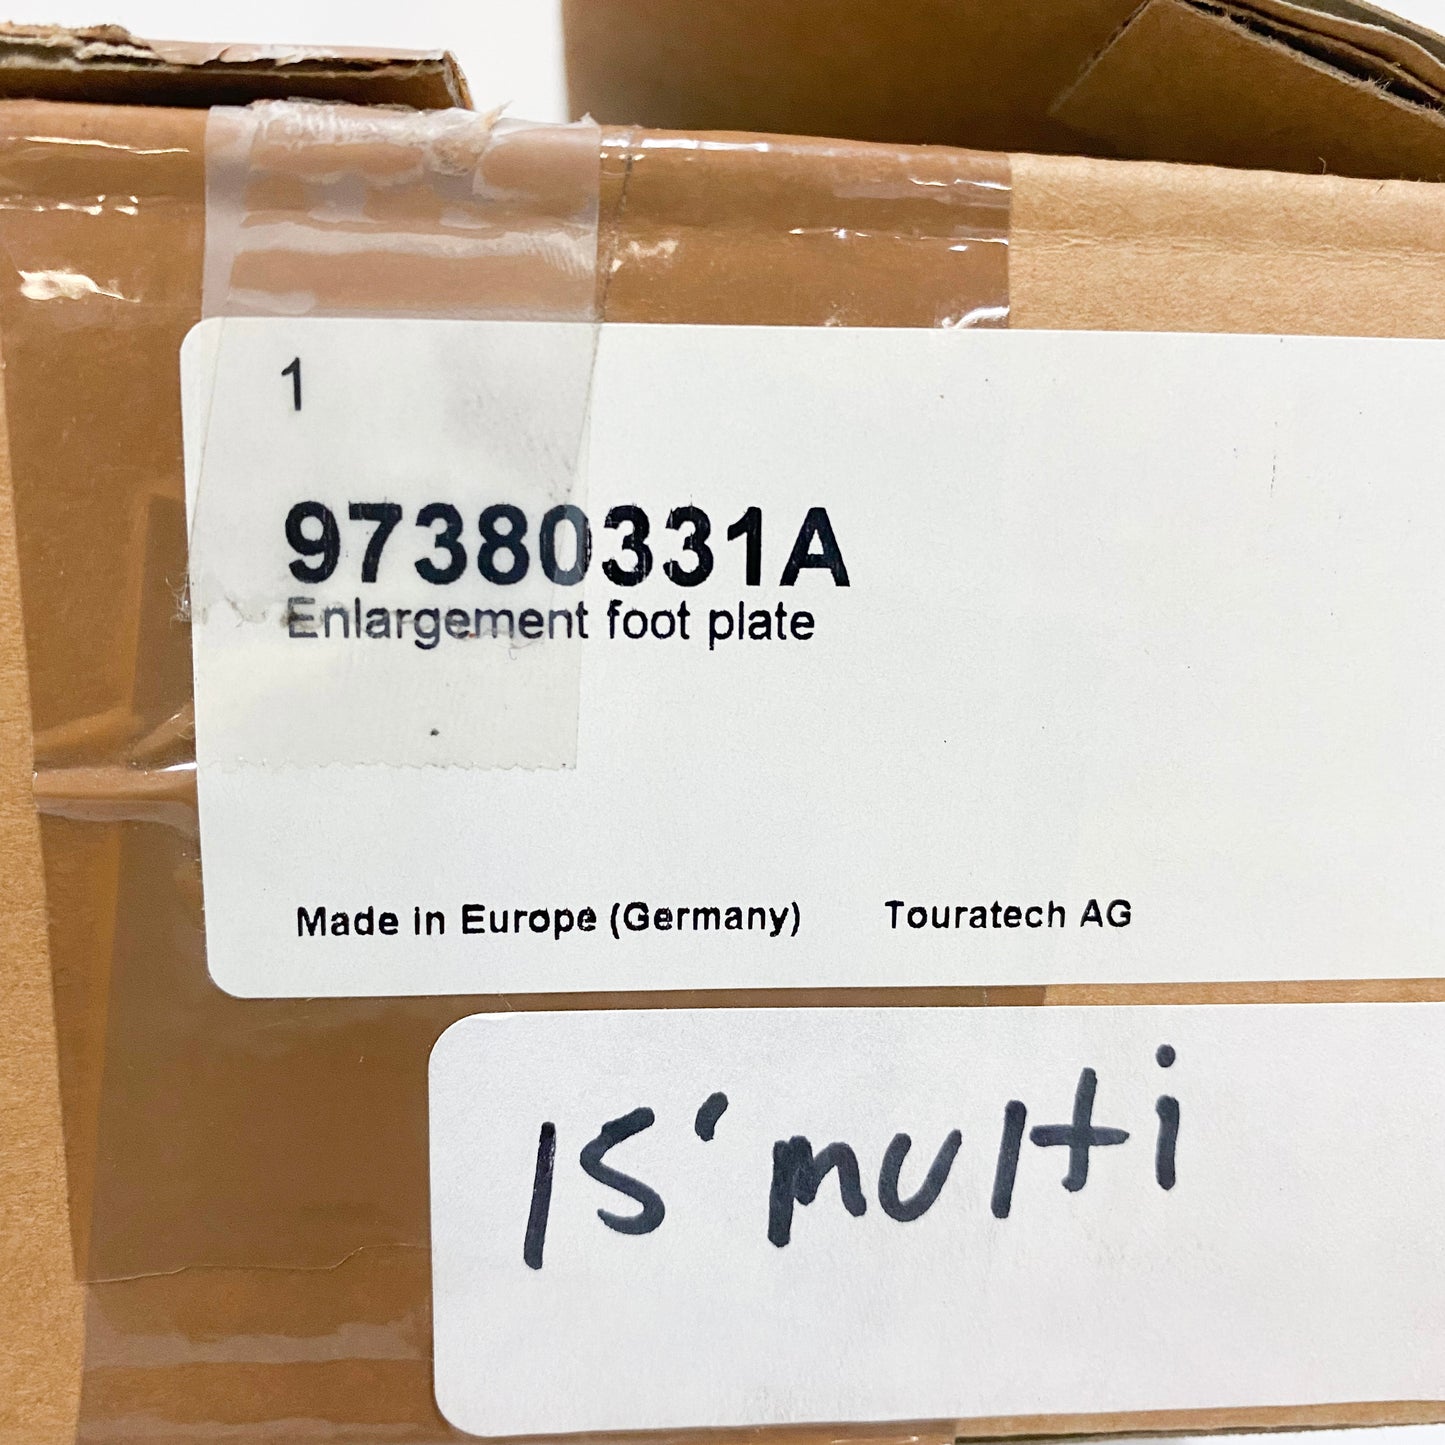 1
97380331A
Enlargement foot plate
Made in Europe (Germany) Touratech AG
15' multi